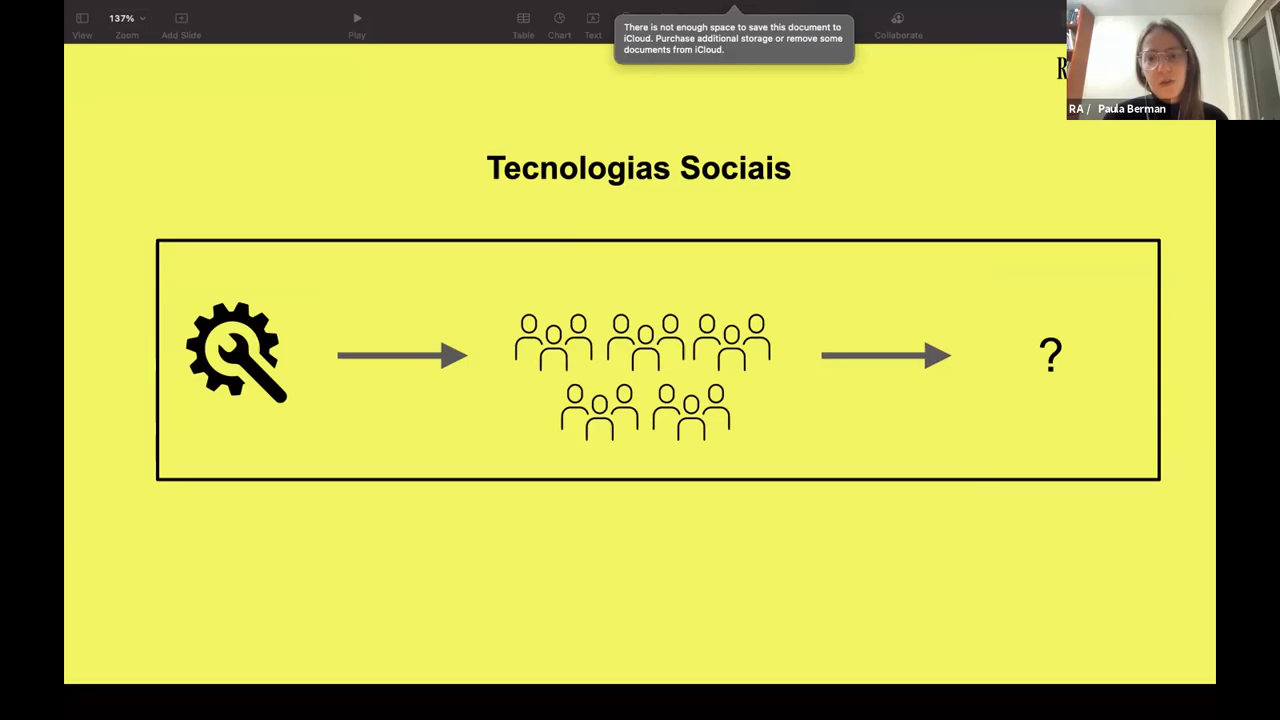 137%
View
Zoom
Add Slide
Play
Table
Chart
Text
There is not enough space to save this document to
iCloud. Purchase additional storage or remove some
documents from iCloud.
Collaborate
R
RA / Paula Berman
Tecnologias Sociais
?